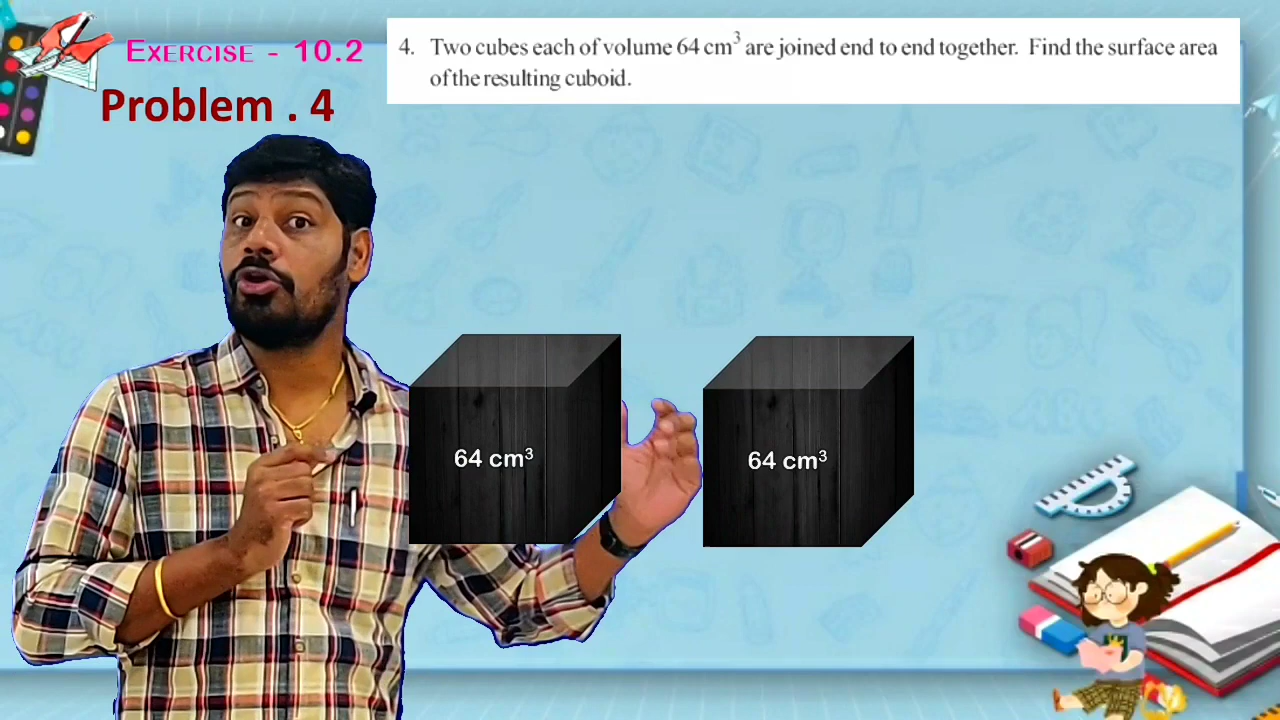 EXERCISE - 10.2
Problem . 4
4. Two cubes each of volume 64 cm³ are joined end to end together. Find the surface area
of the resulting cuboid.
64 cm³
64 cm³